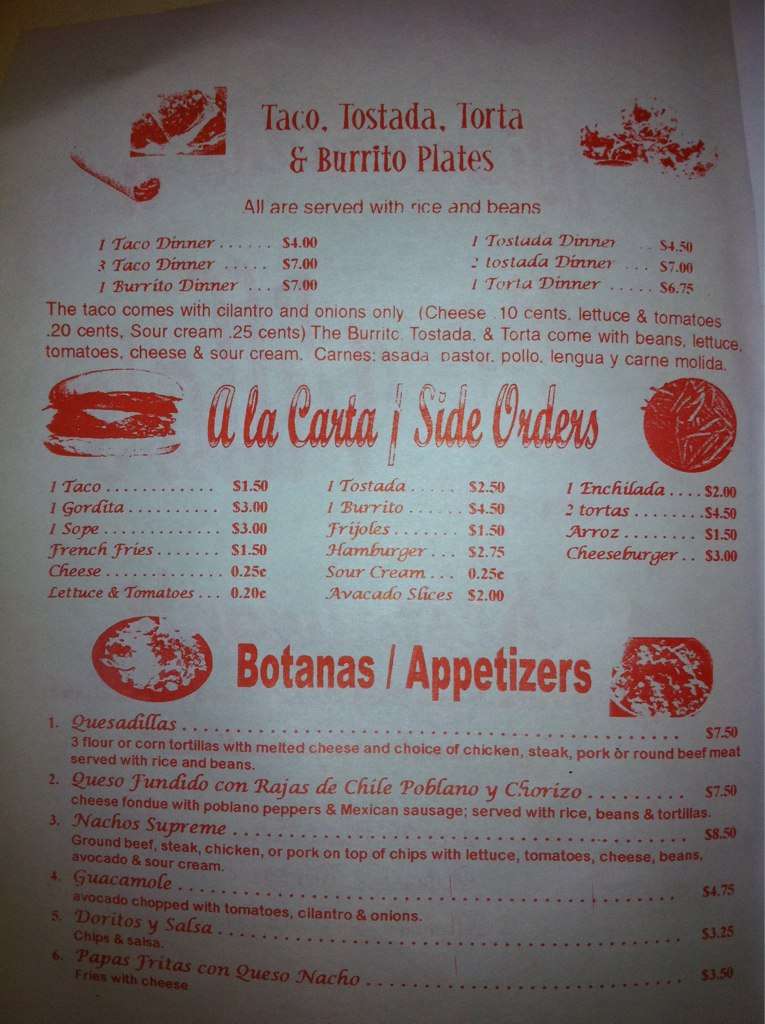 Taco, Tostada, Torta
& Burrito Plates
All are served with rice and beans
1 Taco Dinner ...... $4.00
3 Taco Dinner ..... $7.00
1 Burrito Dinner ... $7.00
1 Tostada Dinner .. $4.50
2 tostada Dinner ... $7.00
1 Torta Dinner ..... $6.75
The taco comes with cilantro and onions only (Cheese .10 cents, lettuce & tomatoes
.20 cents, Sour cream .25 cents) The Burrito, Tostada, & Torta come with beans, lettuce,
tomatoes, cheese & sour cream. Carnes: asada, pastor, pollo, lengua y carne molida.
A la Carta / Side Orders
1 Taco ............ $1.50
1 Gordita .......... $3.00
1 Sope ............ $3.00
French Fries ....... $1.50
Cheese ............ 0.25c
Lettuce & Tomatoes ... 0.20c
1 Tostada ..... $2.50
1 Burrito ...... $4.50
Frijoles ....... $1.50
Hamburger ... $2.75
Sour Cream ... 0.25c
Avacado Slices $2.00
1 Enchilada .... $2.00
2 tortas ........ $4.50
Arroz ......... $1.50
Cheeseburger .. $3.00
Botanas / Appetizers
1. Quesadillas ........................................ $7.50
3 flour or corn tortillas with melted cheese and choice of chicken, steak, pork or round beef meat
served with rice and beans.
2. Queso Fundido con Rajas de Chile Poblano y Chorizo ......... $7.50
cheese fondue with poblano peppers & Mexican sausage; served with rice, beans & tortillas.
3. Nachos Supreme ................................... $8.50
Ground beef, steak, chicken, or pork on top of chips with lettuce, tomatoes, cheese, beans,
avocado & sour cream.
4. Guacamole ........................................ $4.75
avocado chopped with tomatoes, cilantro & onions.
5. Doritos y Salsa .................................... $3.25
Chips & salsa.
6. Papas Fritas con Queso Nacho ......................... $3.50
Fries with cheese